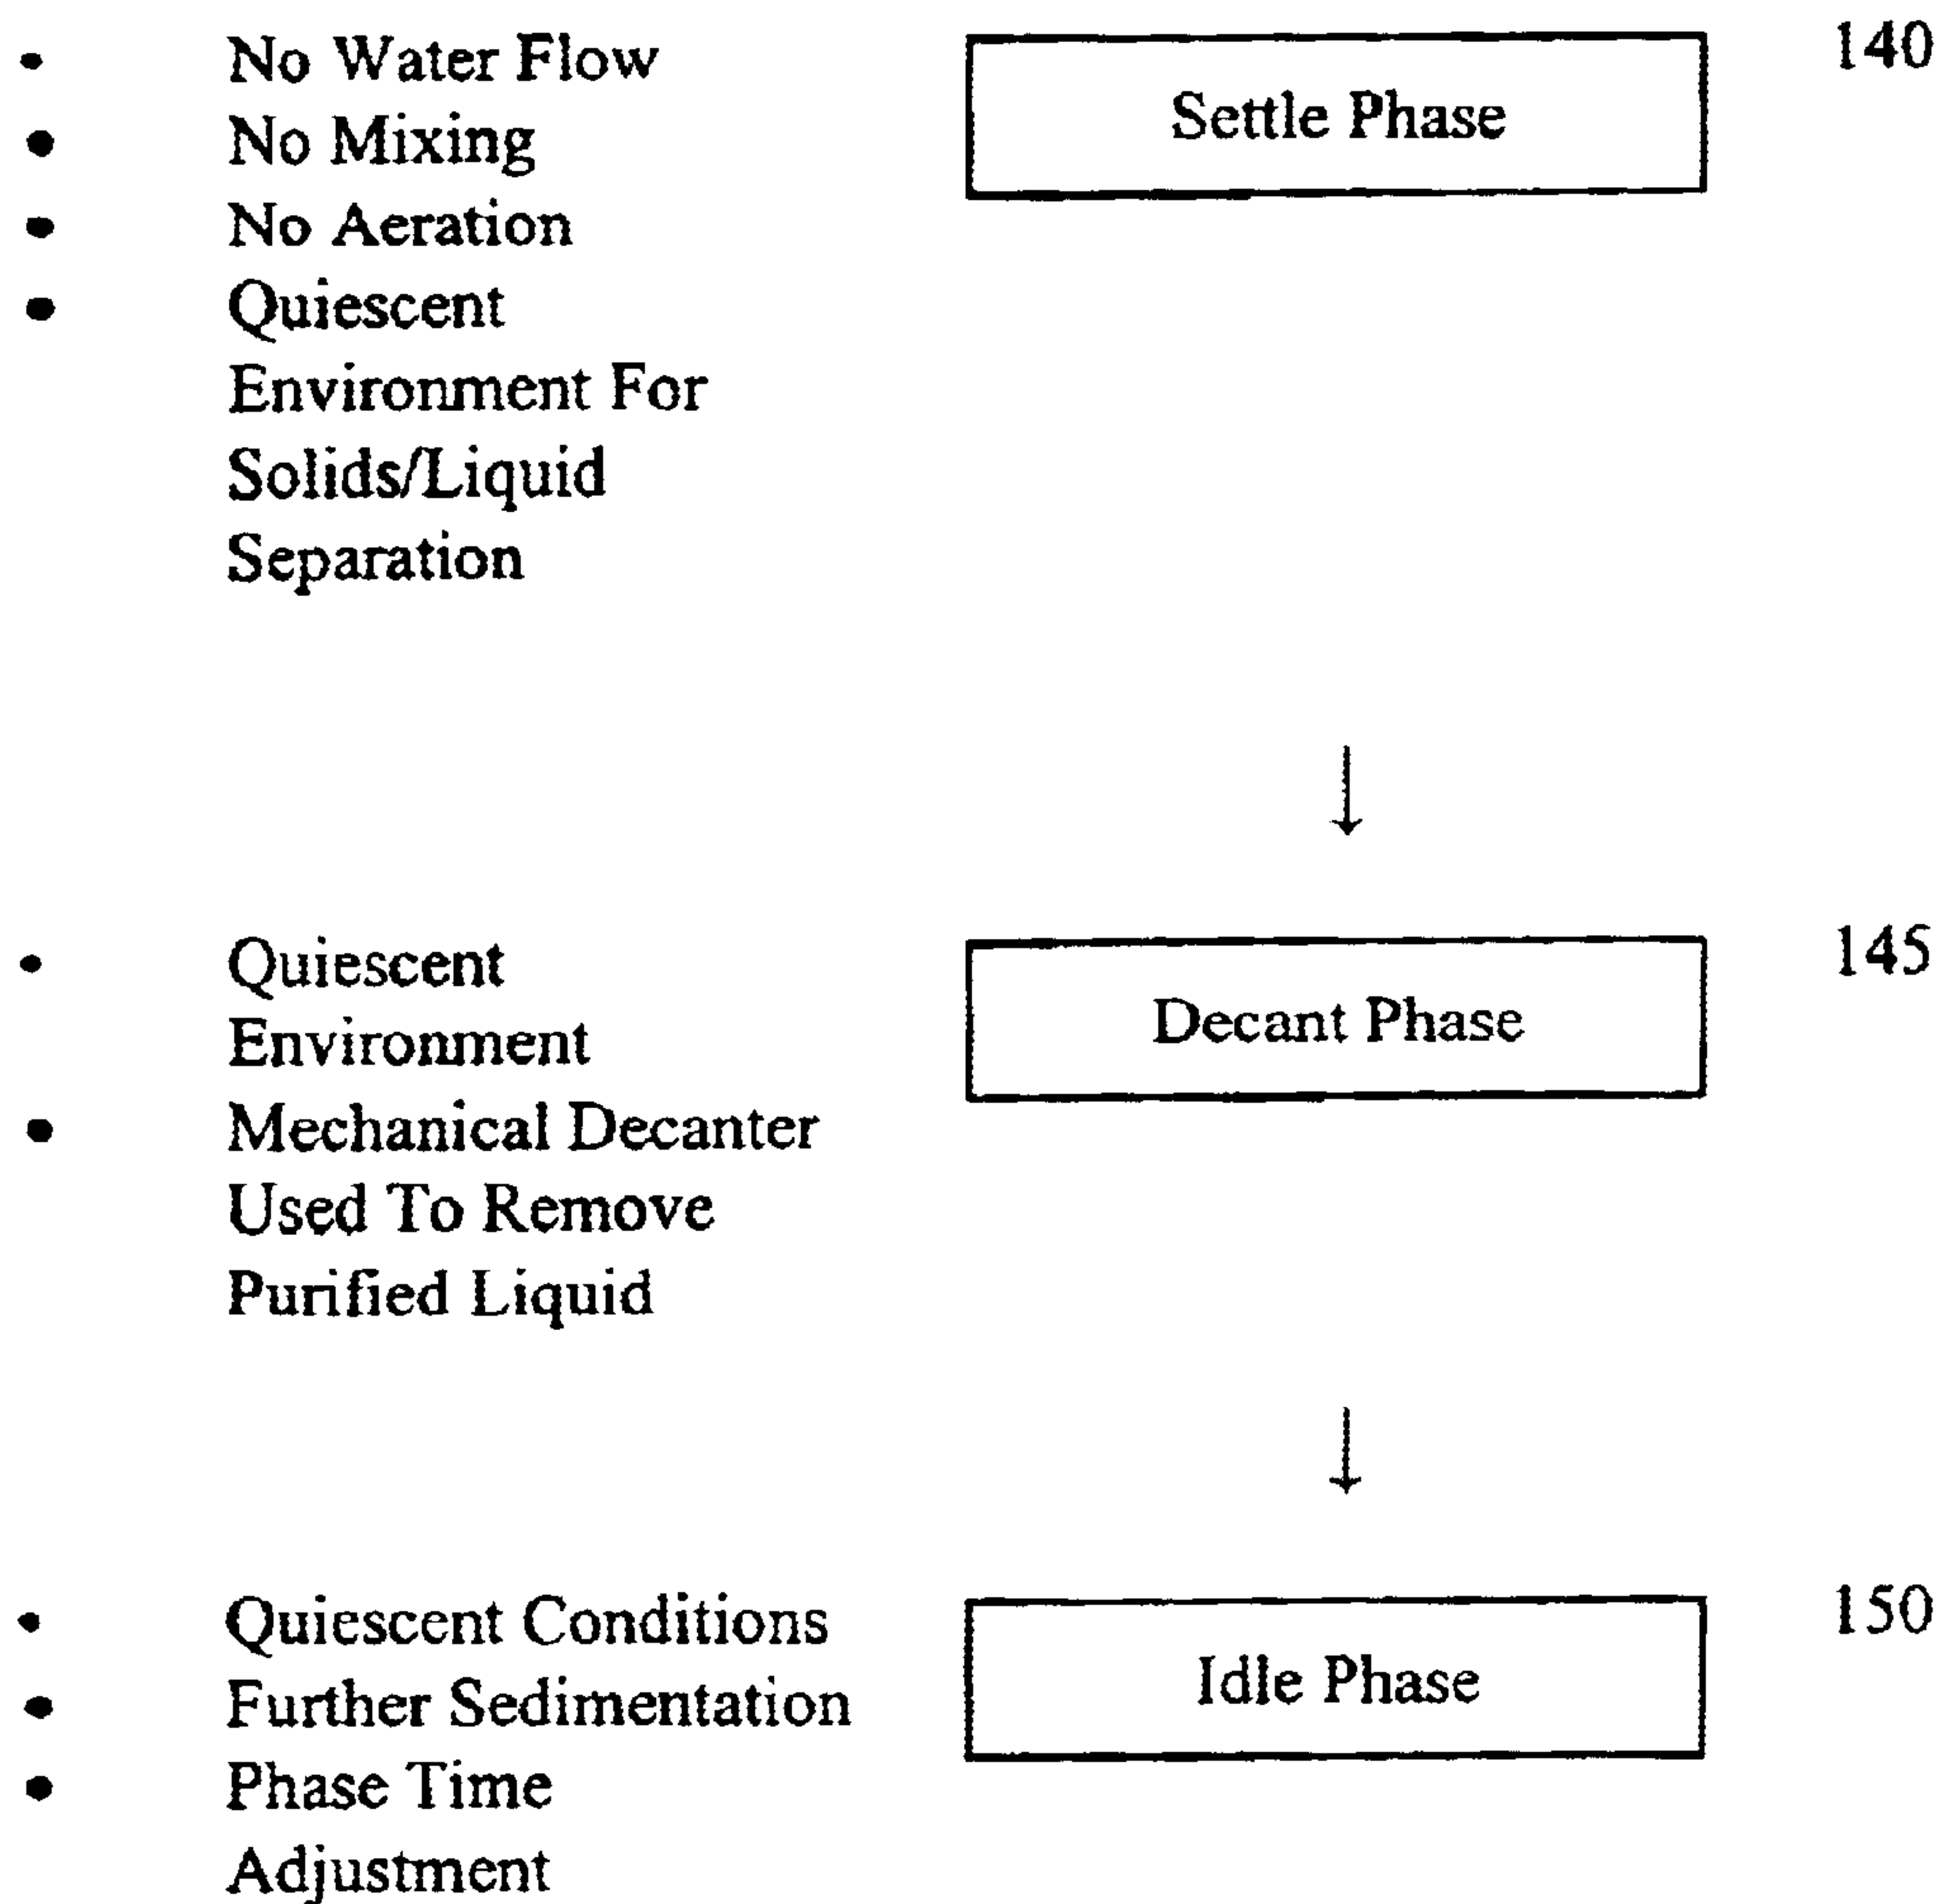 • No Water Flow
Settle Phase
140
• No Mixing
• No Aeration
• Quiescent
Environment For
Solids/Liquid
Separation
↓
• Quiescent
Decant Phase
145
Environment
• Mechanical Decanter
Used To Remove
Purified Liquid
↓
• Quiescent Conditions
Idle Phase
150
• Further Sedimentation
• Phase Time
Adjustment